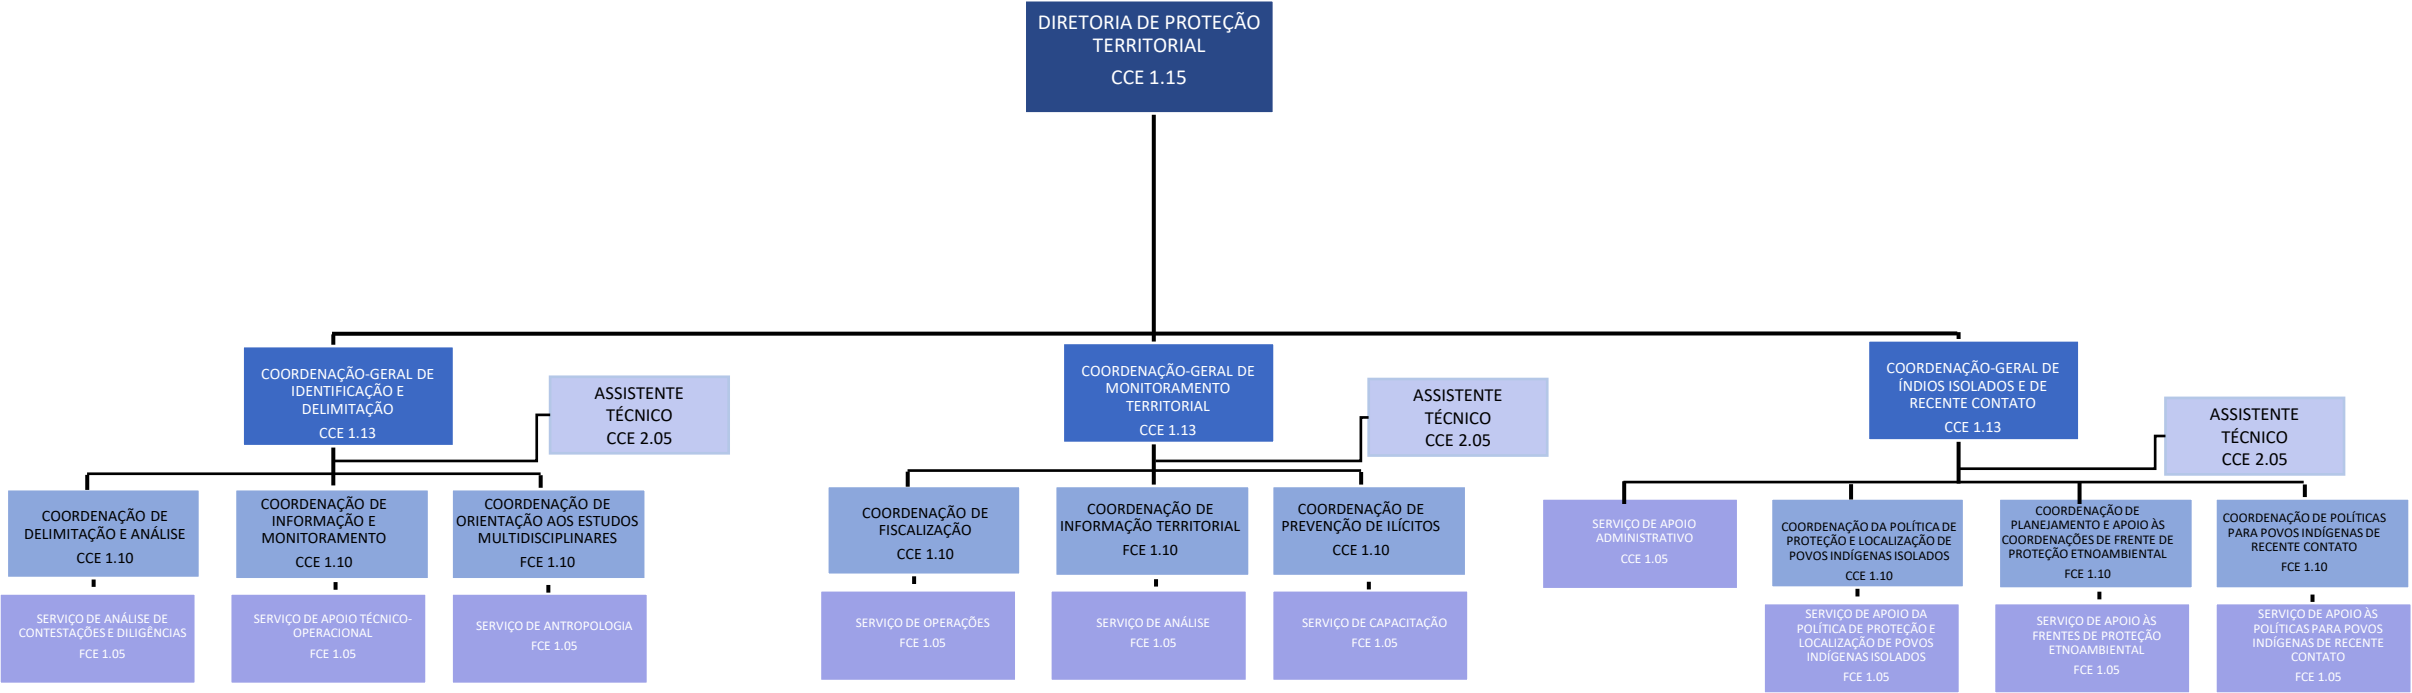 DIRETORIA DE PROTEÇÃO
TERRITORIAL
CCE 1.15
COORDENAÇÃO-GERAL DE
IDENTIFICAÇÃO E
DELIMITAÇÃO
CCE 1.13
ASSISTENTE
TÉCNICO
CCE 2.05
COORDENAÇÃO-GERAL DE
MONITORAMENTO
TERRITORIAL
CCE 1.13
ASSISTENTE
TÉCNICO
CCE 2.05
COORDENAÇÃO-GERAL DE
ÍNDIOS ISOLADOS E DE
RECENTE CONTATO
CCE 1.13
ASSISTENTE
TÉCNICO
CCE 2.05
COORDENAÇÃO DE
DELIMITAÇÃO E ANÁLISE
CCE 1.10
COORDENAÇÃO DE
INFORMAÇÃO E
MONITORAMENTO
CCE 1.10
COORDENAÇÃO DE
ORIENTAÇÃO AOS ESTUDOS
MULTIDISCIPLINARES
FCE 1.10
COORDENAÇÃO DE
FISCALIZAÇÃO
CCE 1.10
COORDENAÇÃO DE
INFORMAÇÃO TERRITORIAL
FCE 1.10
COORDENAÇÃO DE
PREVENÇÃO DE ILÍCITOS
CCE 1.10
SERVIÇO DE APOIO
ADMINISTRATIVO
CCE 1.05
COORDENAÇÃO DA POLÍTICA DE
PROTEÇÃO E LOCALIZAÇÃO DE
POVOS INDÍGENAS ISOLADOS
CCE 1.10
COORDENAÇÃO DE
PLANEJAMENTO E APOIO ÀS
COORDENAÇÕES DE FRENTE DE
PROTEÇÃO ETNOAMBIENTAL
FCE 1.10
COORDENAÇÃO DE POLÍTICAS
PARA POVOS INDÍGENAS DE
RECENTE CONTATO
FCE 1.10
SERVIÇO DE ANÁLISE DE
CONTESTAÇÕES E DILIGÊNCIAS
FCE 1.05
SERVIÇO DE APOIO TÉCNICO-
OPERACIONAL
FCE 1.05
SERVIÇO DE ANTROPOLOGIA
FCE 1.05
SERVIÇO DE OPERAÇÕES
FCE 1.05
SERVIÇO DE ANÁLISE
FCE 1.05
SERVIÇO DE CAPACITAÇÃO
FCE 1.05
SERVIÇO DE APOIO DA
POLÍTICA DE PROTEÇÃO E
LOCALIZAÇÃO DE POVOS
INDÍGENAS ISOLADOS
FCE 1.05
SERVIÇO DE APOIO ÀS
FRENTES DE PROTEÇÃO
ETNOAMBIENTAL
FCE 1.05
SERVIÇO DE APOIO ÀS
POLÍTICAS PARA POVOS
INDÍGENAS DE RECENTE
CONTATO
FCE 1.05